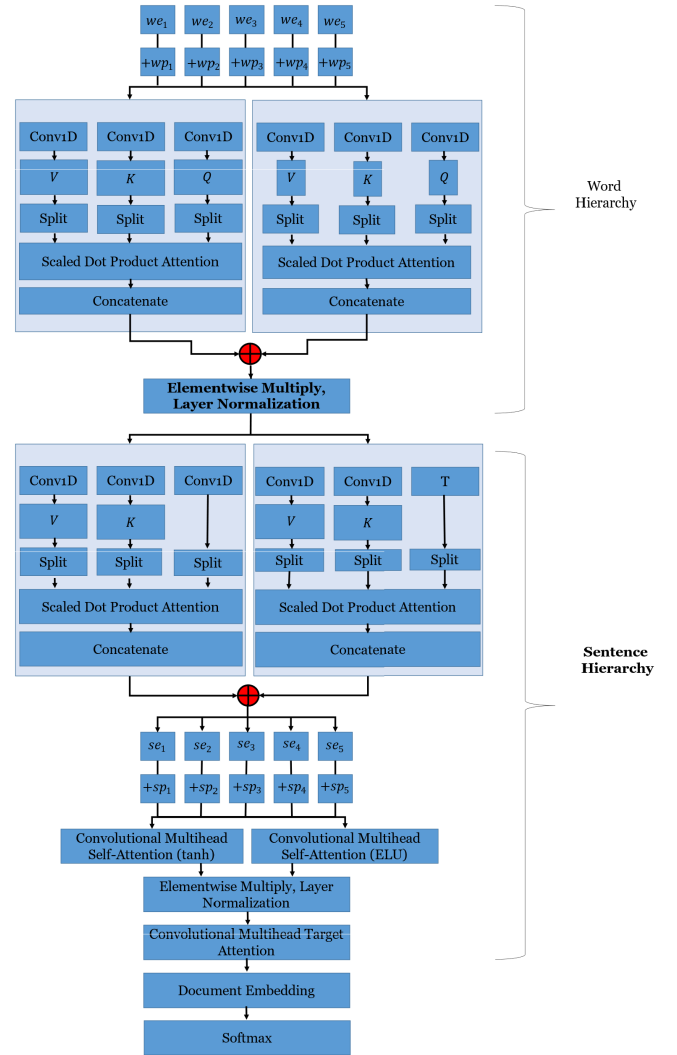 we₁ we₂ we₃ we₄ we₅
+wp₁ +wp₂ +wp₃ +wp₄ +wp₅
Conv1D Conv1D Conv1D Conv1D Conv1D Conv1D
V K Q V K Q
Split Split Split Split Split Split
Scaled Dot Product Attention Scaled Dot Product Attention
Concatenate Concatenate
Word
Hierarchy
Elementwise Multiply,
Layer Normalization
Conv1D Conv1D Conv1D Conv1D Conv1D T
V K V K
Split Split Split Split Split Split
Scaled Dot Product Attention Scaled Dot Product Attention
Concatenate Concatenate
Sentence
Hierarchy
se₁ se₂ se₃ se₄ se₅
+sp₁ +sp₂ +sp₃ +sp₄ +sp₅
Convolutional Multihead
Self-Attention (tanh)
Convolutional Multihead
Self-Attention (ELU)
Elementwise Multiply, Layer
Normalization
Convolutional Multihead Target
Attention
Document Embedding
Softmax